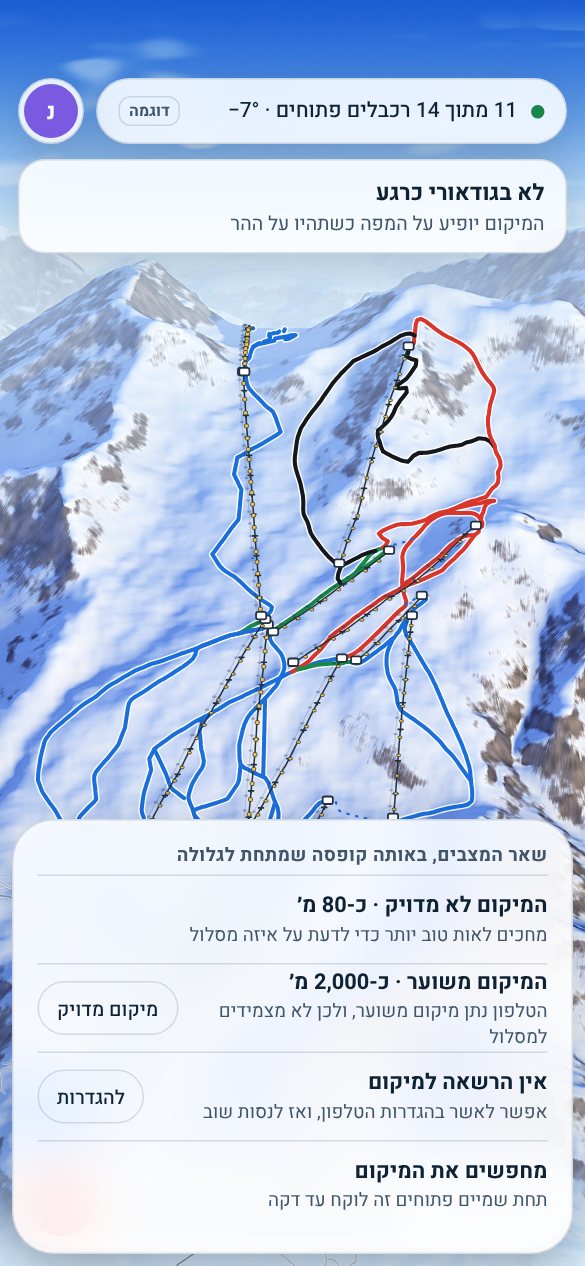 נ
11 מתוך 14 רכבלים פתוחים · −7° דוגמה
לא בגודאורי כרגע
המיקום יופיע על המפה כשתהיו על ההר
שאר המצבים, באותה קופסה שמתחת לגלולה
המיקום לא מדויק · כ-80 מ׳
מחכים לאות טוב יותר כדי לדעת על איזה מסלול
המיקום משוער · כ-2,000 מ׳
הטלפון נתן מיקום משוער, ולכן לא מצמידים
למסלול
מיקום מדויק
אין הרשאה למיקום
אפשר לאשר בהגדרות הטלפון, ואז לנסות שוב
להגדרות
מחפשים את המיקום
תחת שמיים פתוחים זה לוקח עד דקה